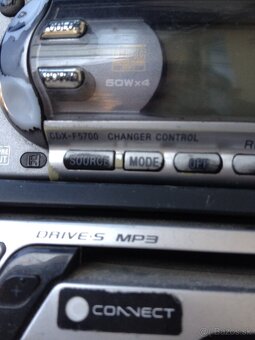 60W×4
CDX-F5700 CHANGER CONTROL
SOURCE MODE OFF
DRIVE·S MP3
CONNECT